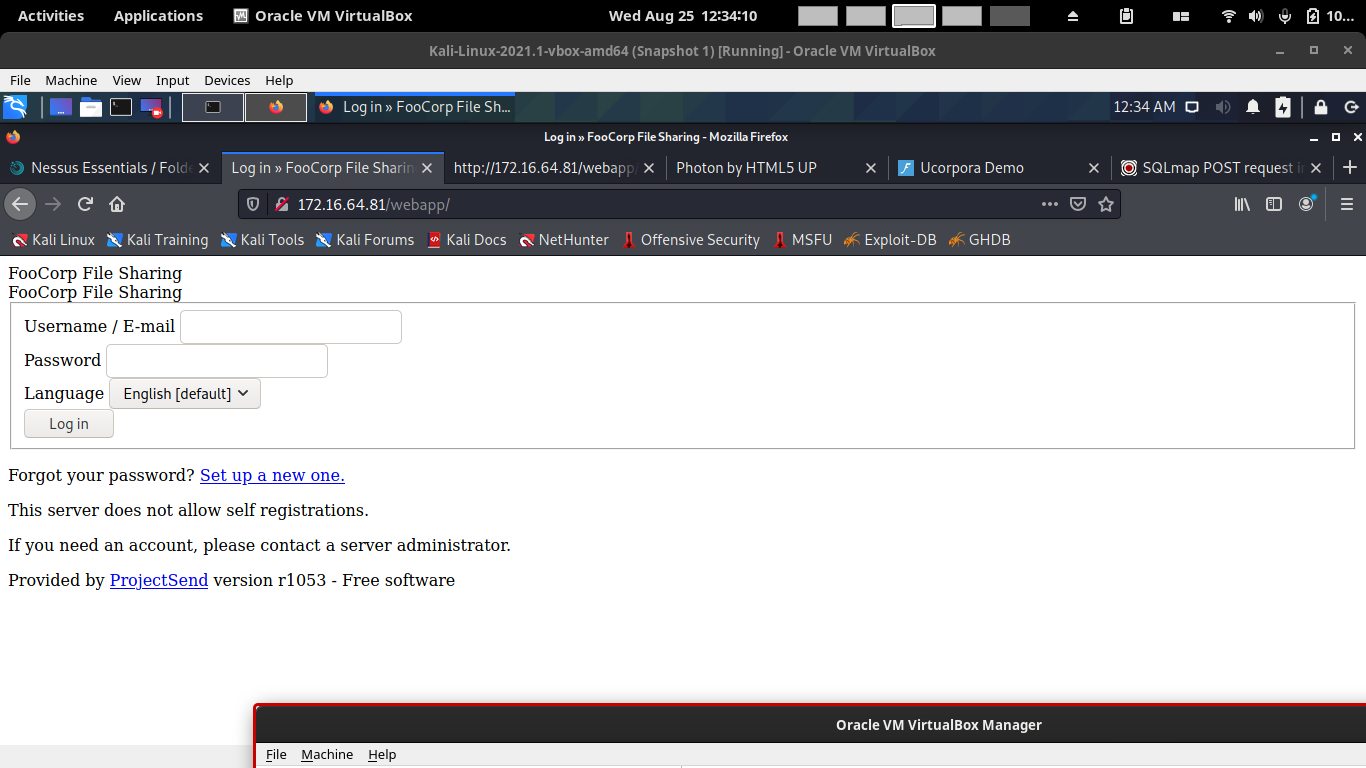 Activities Applications Oracle VM VirtualBox Wed Aug 25 12:34:10 10...
Kali-Linux-2021.1-vbox-amd64 (Snapshot 1) [Running] - Oracle VM VirtualBox
File Machine View Input Devices Help
Log in » FooCorp File Sh... 12:34 AM
Log in » FooCorp File Sharing - Mozilla Firefox
Nessus Essentials / Folde Log in » FooCorp File Sharin http://172.16.64.81/webapp/ Photon by HTML5 UP Ucorpora Demo SQLmap POST request in
172.16.64.81/webapp/
Kali Linux Kali Training Kali Tools Kali Forums Kali Docs NetHunter Offensive Security MSFU Exploit-DB GHDB
FooCorp File Sharing
FooCorp File Sharing
Username / E-mail
Password
Language English [default]
Log in
Forgot your password? Set up a new one.
This server does not allow self registrations.
If you need an account, please contact a server administrator.
Provided by ProjectSend version r1053 - Free software
Oracle VM VirtualBox Manager
File Machine Help